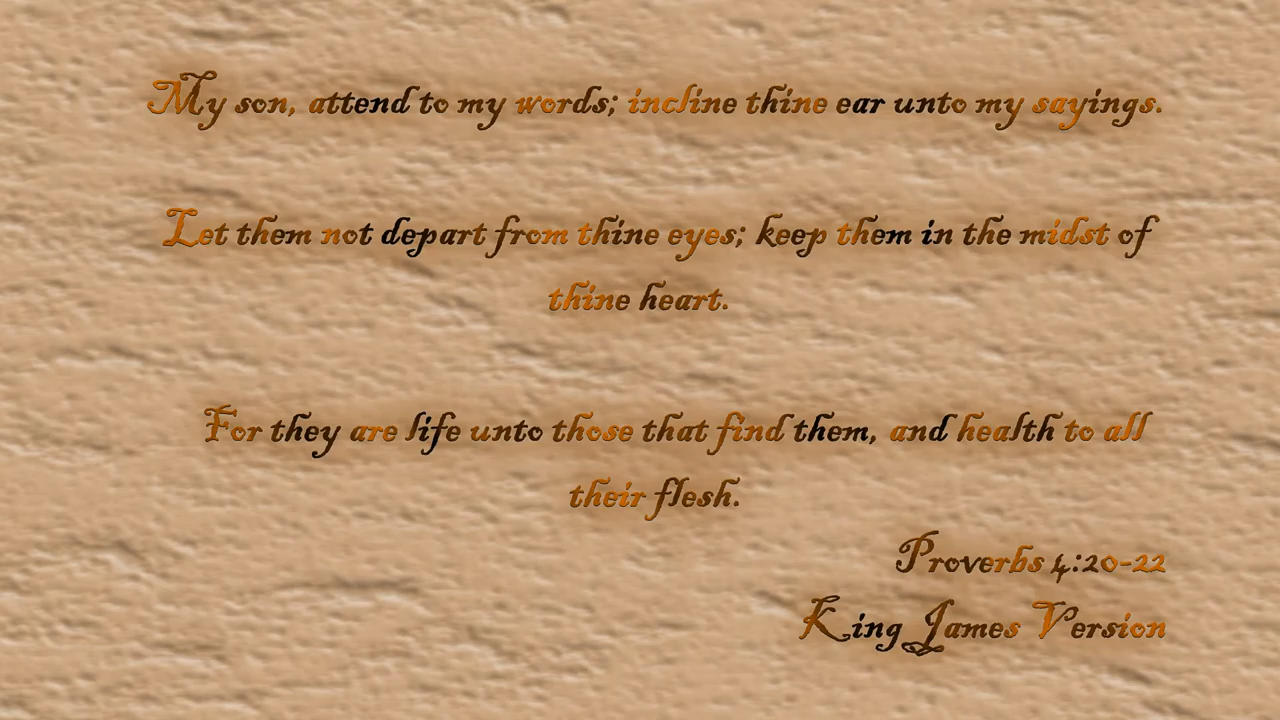 My son, attend to my words; incline thine ear unto my sayings.
Let them not depart from thine eyes; keep them in the midst of
thine heart.
For they are life unto those that find them, and health to all
their flesh.
Proverbs 4:20-22
King James Version